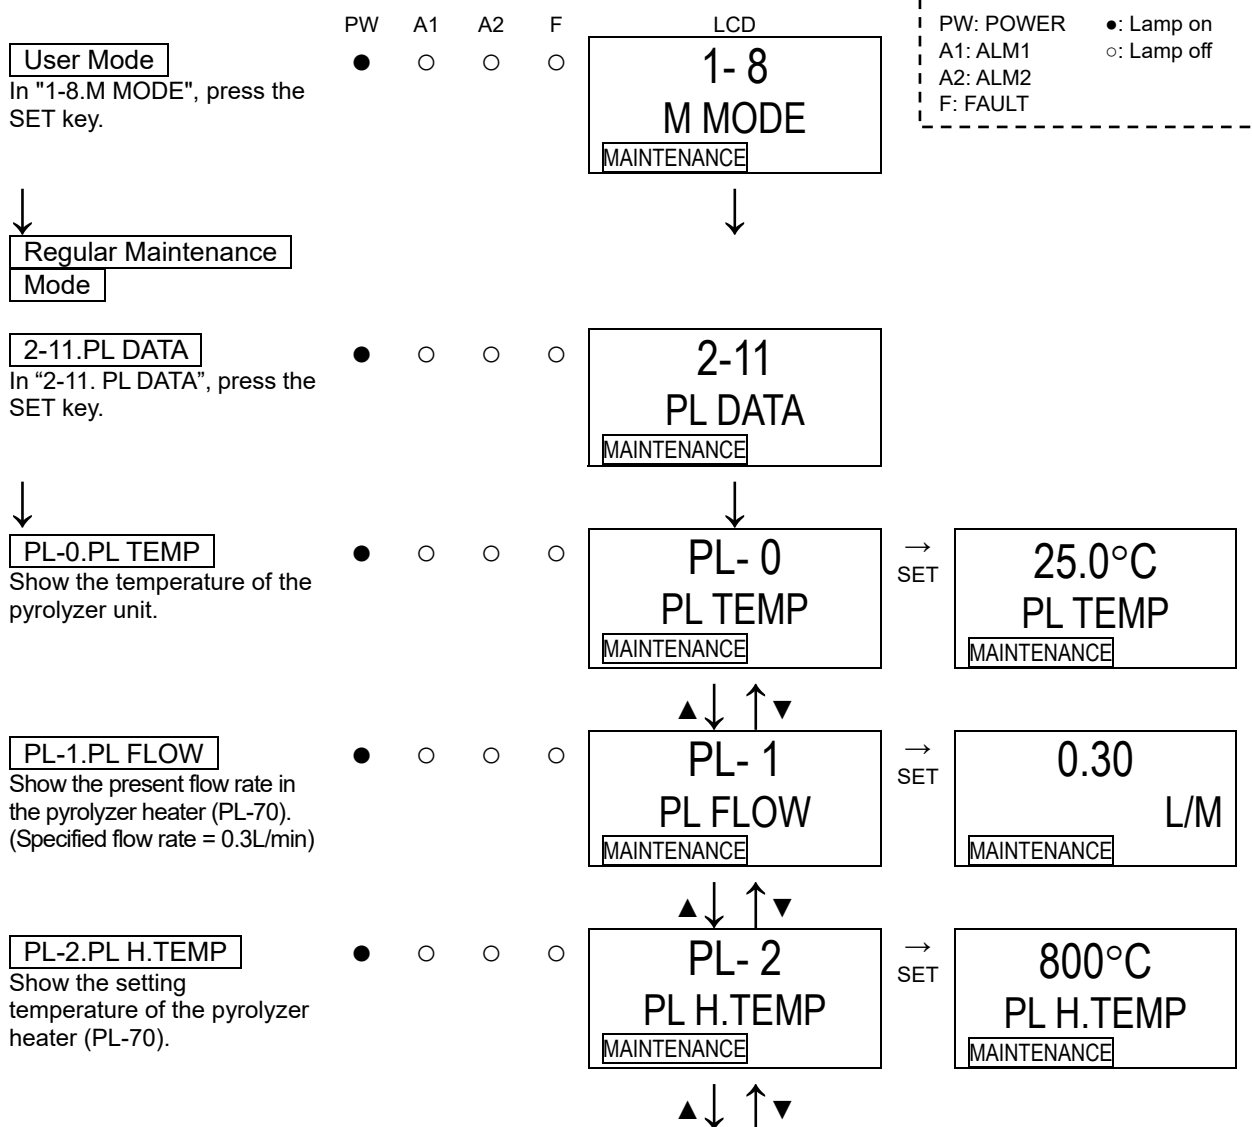 PW A1 A2 F LCD
PW: POWER ●: Lamp on
A1: ALM1 ○: Lamp off
A2: ALM2
F: FAULT
User Mode
In "1-8.M MODE", press the
SET key.
● ○ ○ ○
1- 8
M MODE
MAINTENANCE
↓ ↓
Regular Maintenance
Mode
2-11.PL DATA
In “2-11. PL DATA”, press the
SET key.
● ○ ○ ○
2-11
PL DATA
MAINTENANCE
↓ ↓
PL-0.PL TEMP
Show the temperature of the
pyrolyzer unit.
● ○ ○ ○
PL- 0
PL TEMP
MAINTENANCE
→
SET
25.0°C
PL TEMP
MAINTENANCE
▲↓ ↑▼
PL-1.PL FLOW
Show the present flow rate in
the pyrolyzer heater (PL-70).
(Specified flow rate = 0.3L/min)
● ○ ○ ○
PL- 1
PL FLOW
MAINTENANCE
→
SET
0.30
L/M
MAINTENANCE
▲↓ ↑▼
PL-2.PL H.TEMP
Show the setting
temperature of the pyrolyzer
heater (PL-70).
● ○ ○ ○
PL- 2
PL H.TEMP
MAINTENANCE
→
SET
800°C
PL H.TEMP
MAINTENANCE
▲↓ ↑▼